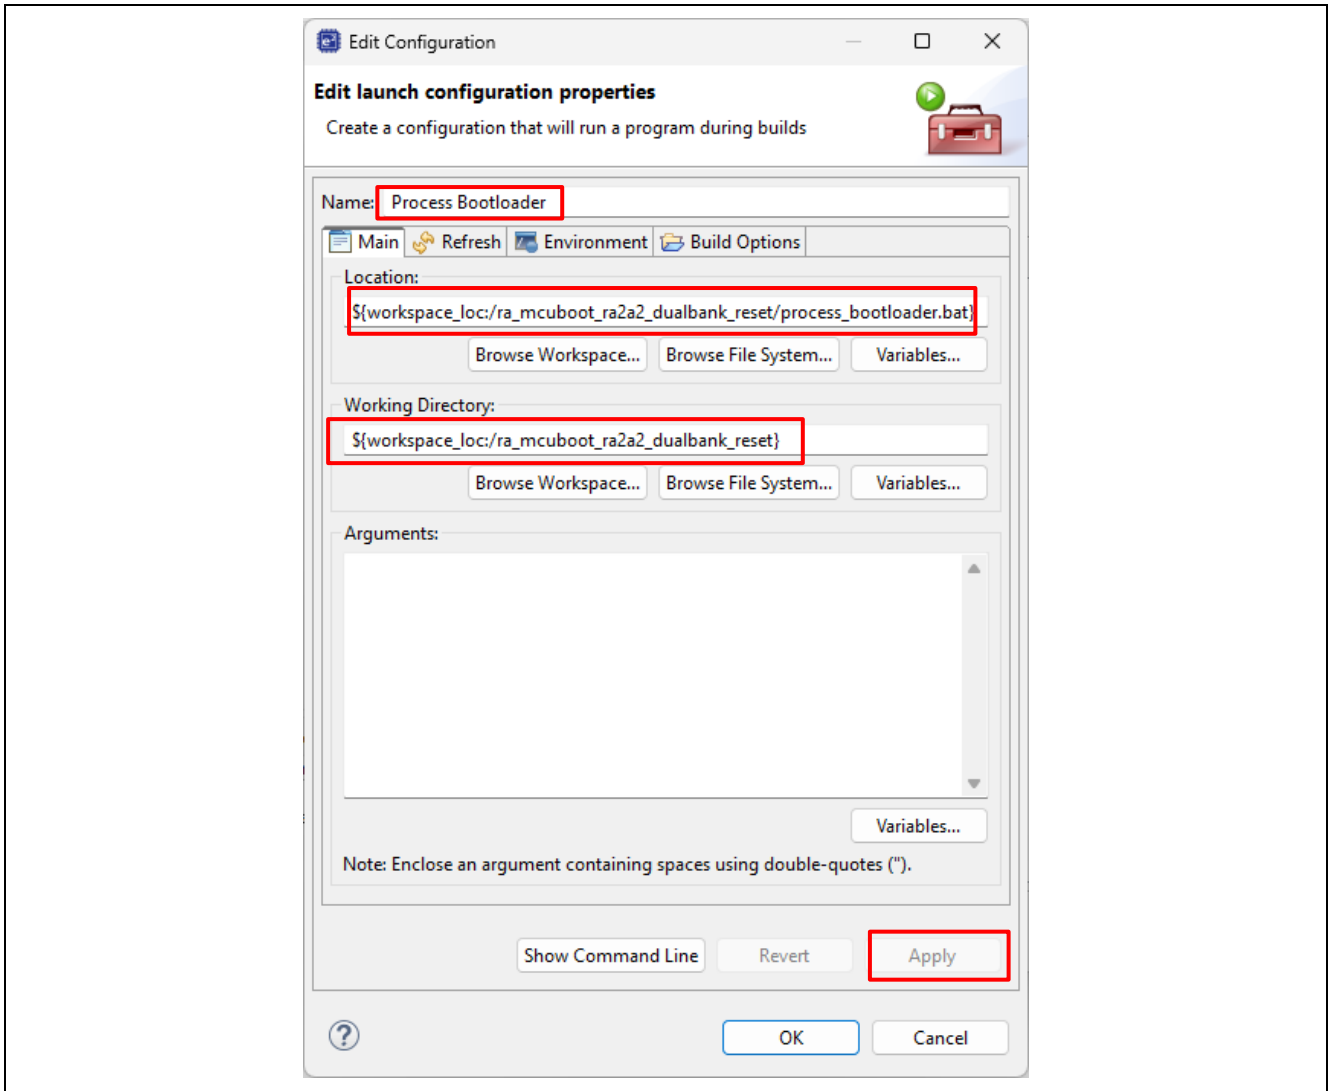 Edit Configuration
Edit launch configuration properties
Create a configuration that will run a program during builds
Name: Process Bootloader
Main Refresh Environment Build Options
Location:
${workspace_loc:/ra_mcuboot_ra2a2_dualbank_reset/process_bootloader.bat}
Browse Workspace... Browse File System... Variables...
Working Directory:
${workspace_loc:/ra_mcuboot_ra2a2_dualbank_reset}
Browse Workspace... Browse File System... Variables...
Arguments:
Variables...
Note: Enclose an argument containing spaces using double-quotes (").
Show Command Line Revert Apply
? OK Cancel